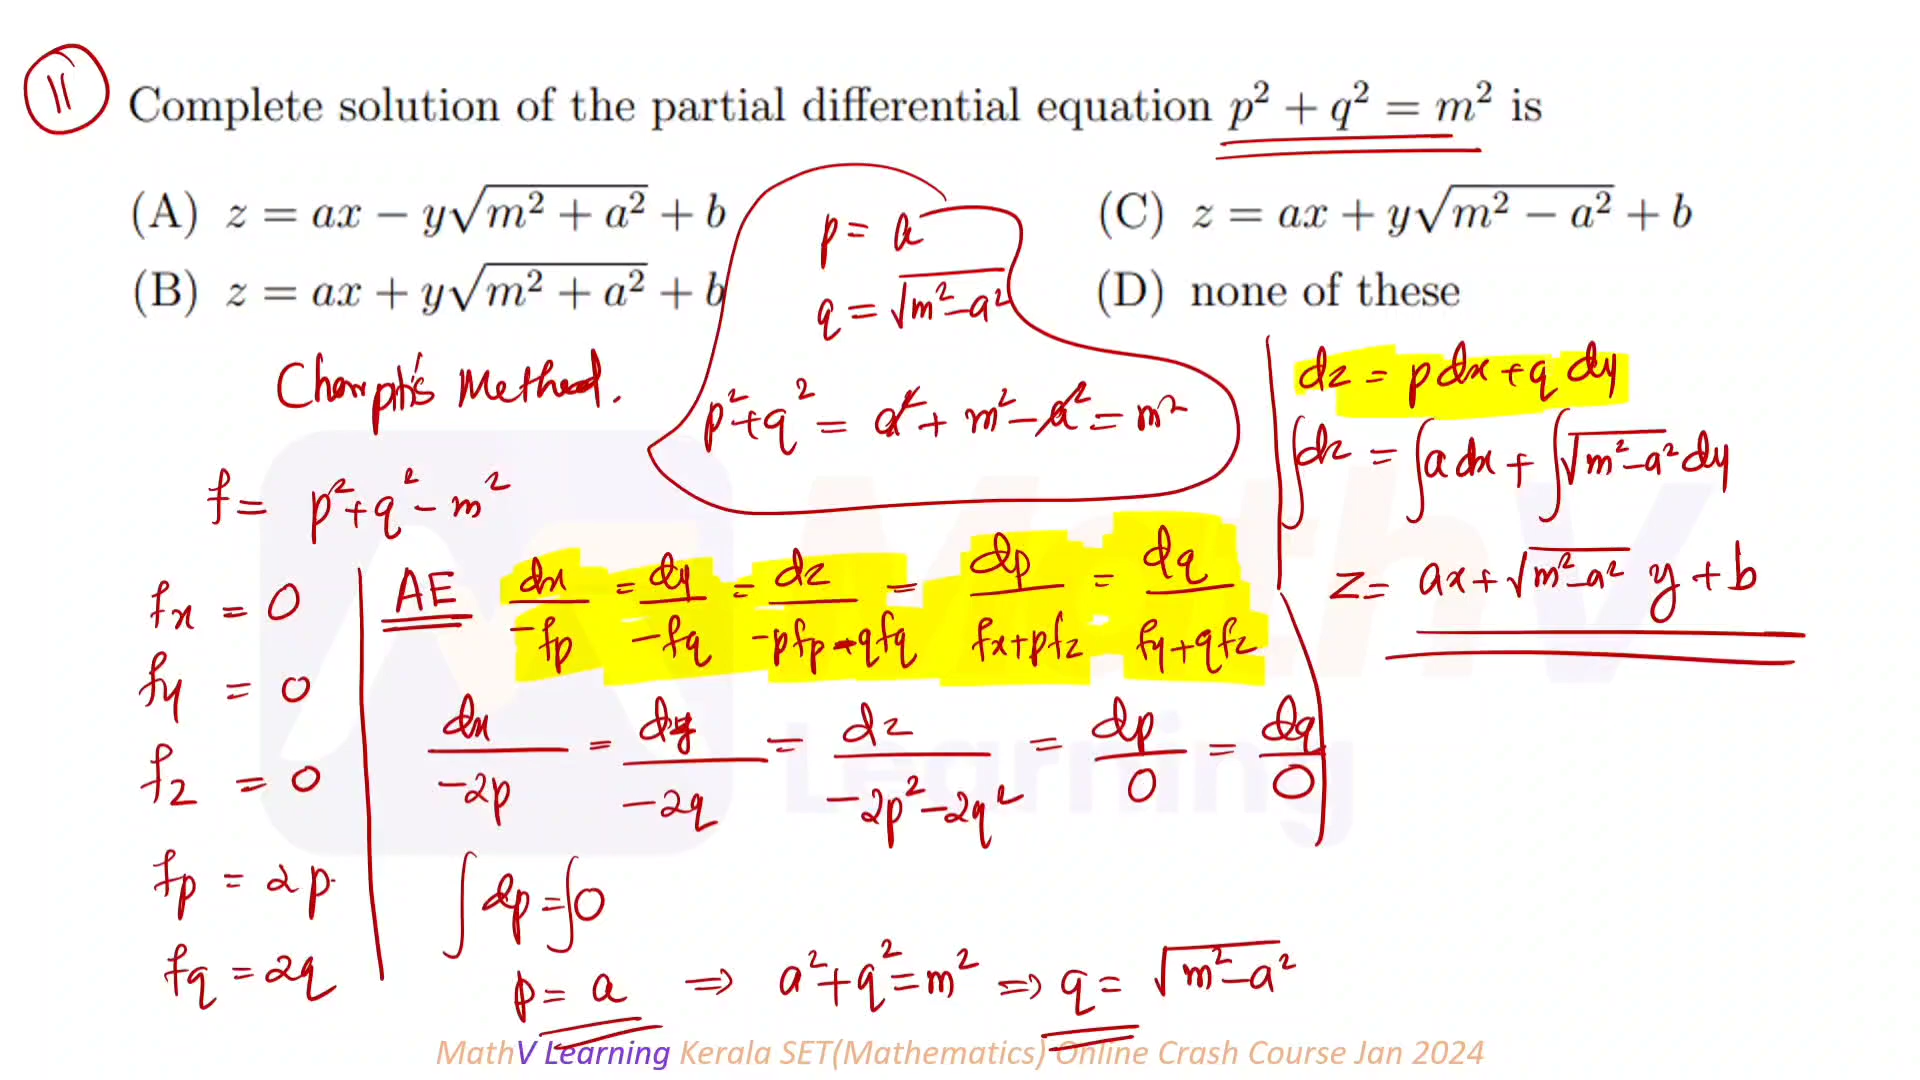 11
Complete solution of the partial differential equation p² + q² = m² is
(A) z = ax − y√(m² + a²) + b
(B) z = ax + y√(m² + a²) + b
(C) z = ax + y√(m² − a²) + b
(D) none of these
p = a
q = √(m²−a²)
p²+q² = a² + m² − a² = m²
Charpit's Method.
f = p²+q² − m²
fx = 0
fy = 0
fz = 0
fp = 2p
fq = 2q
AE dx/−fp = dy/−fq = dz/−pfp−qfq = dp/fx+pfz = dq/fy+qfz
dx/−2p = dy/−2q = dz/−2p²−2q² = dp/0 = dq/0
∫dp = ∫0
p = a ⇒ a²+q² = m² ⇒ q = √(m²−a²)
dz = pdx + q dy
∫dz = ∫a dx + ∫√(m²−a²) dy
z = ax + √(m²−a²) y + b
MathV Learning Kerala SET(Mathematics) Online Crash Course Jan 2024
MathV
Learning